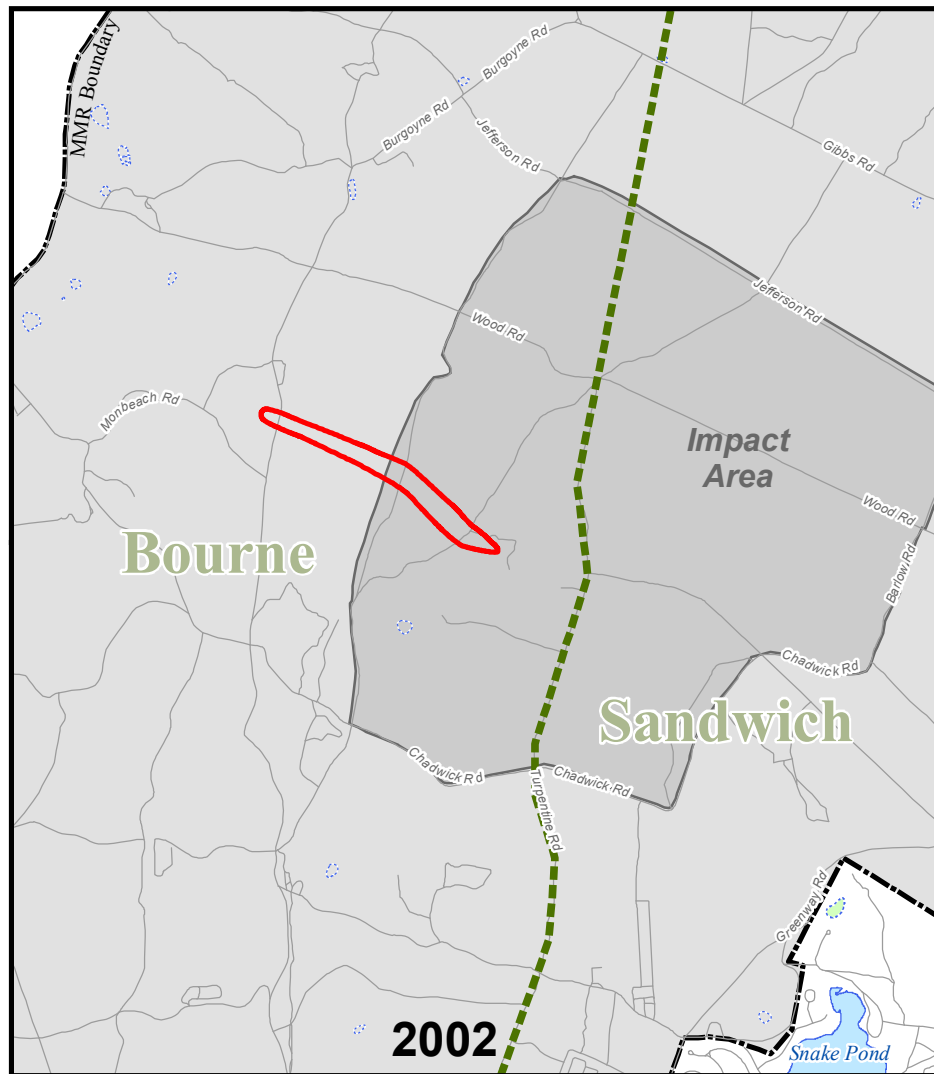 MMR Boundary
Burgoyne Rd
Burgoyne Rd
Jefferson Rd
Gibbs Rd
Jefferson Rd
Wood Rd
Monbeach Rd
Impact
Area
Wood Rd
Bourne
Barlow Rd
Chadwick Rd
Sandwich
Chadwick Rd
Chadwick Rd
Turpentine Rd
Greenway Rd
2002
Snake Pond